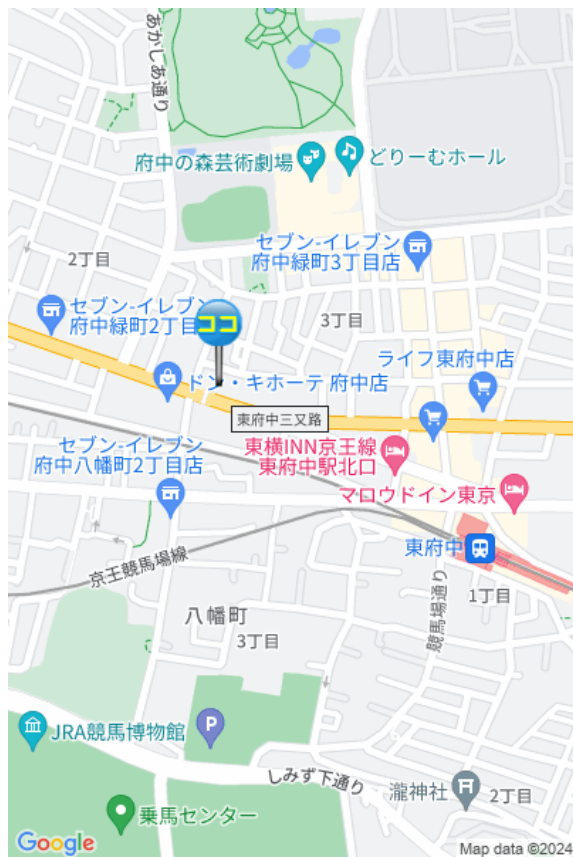 あかしあ通り
府中の森芸術劇場
どりーむホール
セブン-イレブン
府中緑町3丁目店
2丁目
セブン-イレブン
府中緑町2丁目
ココ
3丁目
ライフ東府中店
ドン・キホーテ 府中店
東府中三又路
セブン-イレブン
府中八幡町2丁目店
東横INN京王線
東府中駅北口
マロウドイン東京
東府中
京王競馬場線
競馬場通り
1丁目
八幡町
3丁目
JRA競馬博物館
P
しみず下通り
瀧神社
2丁目
乗馬センター
Google
Map data ©2024